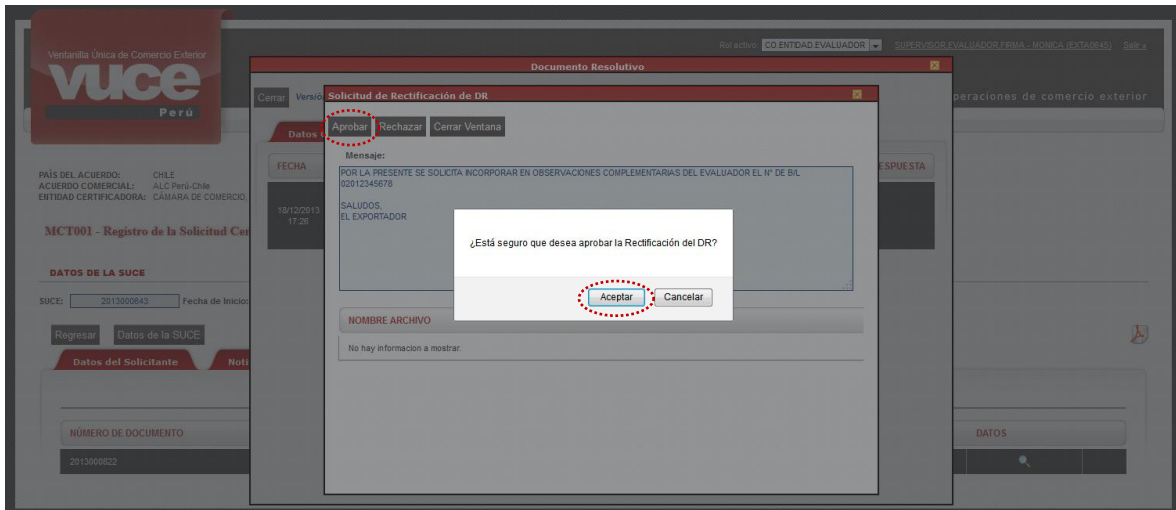 Ventanilla Única de Comercio Exterior
vuce
Perú
Rol activo: CO.ENTIDAD.EVALUADOR
SUPERVISOR.EVALUADOR.FIRMA - MONICA (EXTA0645) Salir x
Documento Resolutivo
peraciones de comercio exterior
Cerrar Versió
Solicitud de Rectificación de DR
Datos
Aprobar Rechazar Cerrar Ventana
Mensaje:
FECHA
ESPUESTA
POR LA PRESENTE SE SOLICITA INCORPORAR EN OBSERVACIONES COMPLEMENTARIAS DEL EVALUADOR EL N° DE B/L
02012345678
SALUDOS,
EL EXPORTADOR
18/12/2013
17:26
PAÍS DEL ACUERDO: CHILE
ACUERDO COMERCIAL: ALC Perú-Chile
ENTIDAD CERTIFICADORA: CÁMARA DE COMERCIO,
MCT001 - Registro de la Solicitud Cer
¿Está seguro que desea aprobar la Rectificación del DR?
Aceptar Cancelar
DATOS DE LA SUCE
SUCE: 2013000643 Fecha de Inicio:
NOMBRE ARCHIVO
No hay informacion a mostrar.
Regresar Datos de la SUCE
Datos del Solicitante Noti
NÚMERO DE DOCUMENTO
DATOS
2013000622